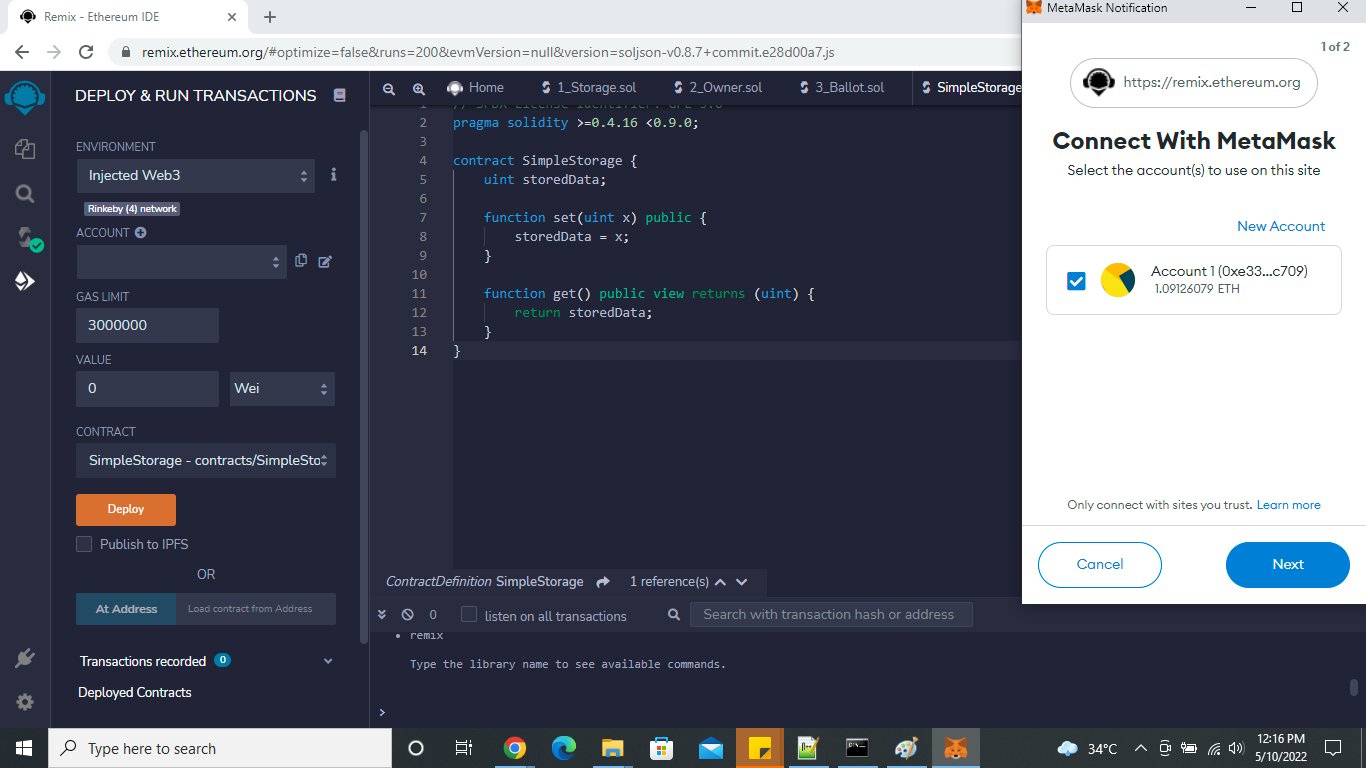 Remix - Ethereum IDE
remix.ethereum.org/#optimize=false&runs=200&evmVersion=null&version=soljson-v0.8.7+commit.e28d00a7.js
DEPLOY & RUN TRANSACTIONS
ENVIRONMENT
Injected Web3
Rinkeby (4) network
ACCOUNT
GAS LIMIT
3000000
VALUE
0
Wei
CONTRACT
SimpleStorage - contracts/SimpleSto
Deploy
Publish to IPFS
OR
At Address
Load contract from Address
Transactions recorded 0
Deployed Contracts
Home
1_Storage.sol
2_Owner.sol
3_Ballot.sol
SimpleStorage
1 // SPDX-License-Identifier: GPL-3.0
2 pragma solidity >=0.4.16 <0.9.0;
3
4 contract SimpleStorage {
5 uint storedData;
6
7 function set(uint x) public {
8 storedData = x;
9 }
10
11 function get() public view returns (uint) {
12 return storedData;
13 }
14 }
ContractDefinition SimpleStorage 1 reference(s)
0 listen on all transactions Search with transaction hash or address
• remix
Type the library name to see available commands.
>
MetaMask Notification
1 of 2
https://remix.ethereum.org
Connect With MetaMask
Select the account(s) to use on this site
New Account
Account 1 (0xe33...c709)
1.09126079 ETH
Only connect with sites you trust. Learn more
Cancel
Next
Type here to search
34°C
12:16 PM
5/10/2022